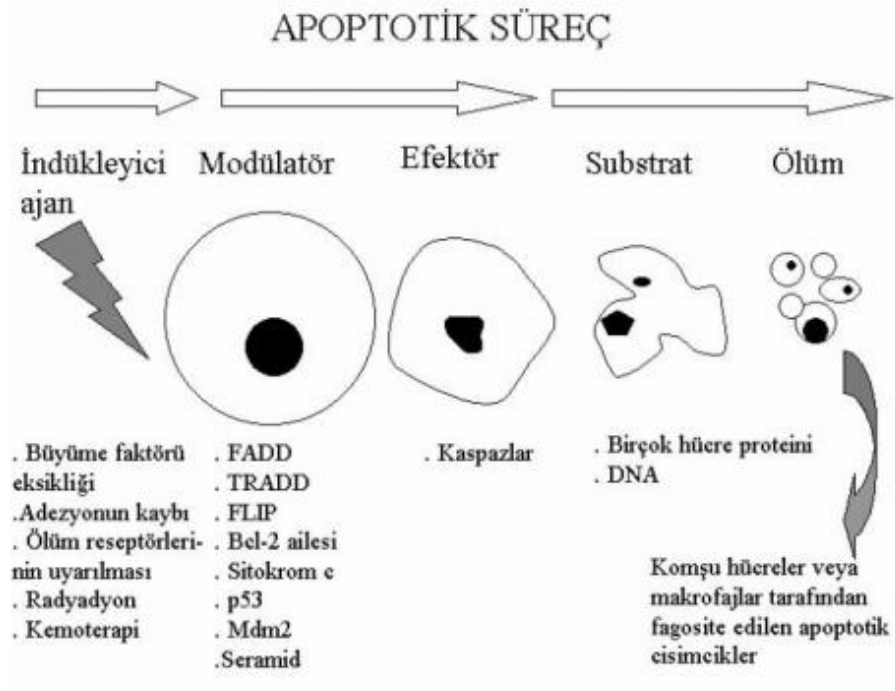 APOPTOTİK SÜREÇ
İndükleyici
ajan
Modülatör
Efektör
Substrat
Ölüm
. Büyüme faktörü
eksikliği
.Adezyonun kaybı
. Ölüm reseptörleri-
nin uyarılması
. Radyadyon
. Kemoterapi
. FADD
. TRADD
. FLIP
. Bcl-2 ailesi
. Sitokrom c
. p53
. Mdm2
.Seramid
. Kaspazlar
. Birçok hücre proteini
. DNA
Komşu hücreler veya
makrofajlar tarafından
fagosite edilen apoptotik
cisimcikler